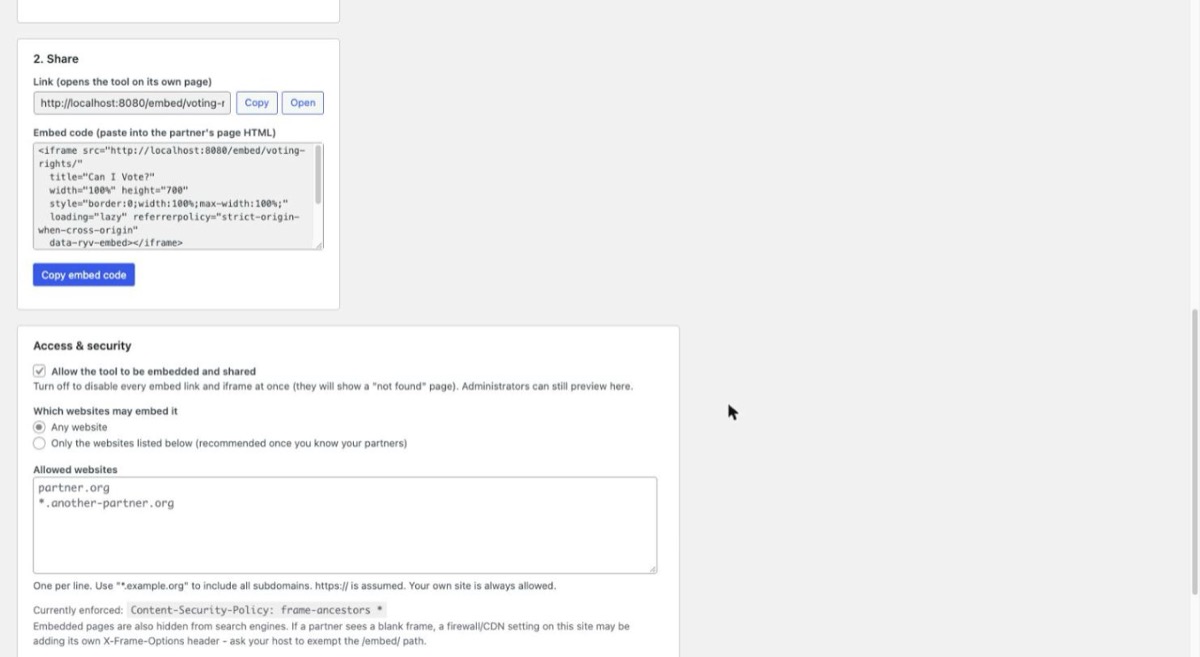 2. Share
Link (opens the tool on its own page)
http://localhost:8080/embed/voting-r Copy Open
Embed code (paste into the partner's page HTML)
<iframe src="http://localhost:8080/embed/voting-
rights/"
title="Can I Vote?"
width="100%" height="700"
style="border:0;width:100%;max-width:100%;"
loading="lazy" referrerpolicy="strict-origin-
when-cross-origin"
data-ryv-embed></iframe>
Copy embed code
Access & security
Allow the tool to be embedded and shared
Turn off to disable every embed link and iframe at once (they will show a "not found" page). Administrators can still preview here.
Which websites may embed it
Any website
Only the websites listed below (recommended once you know your partners)
Allowed websites
partner.org
*.another-partner.org
One per line. Use "*.example.org" to include all subdomains. https:// is assumed. Your own site is always allowed.
Currently enforced: Content-Security-Policy: frame-ancestors *
Embedded pages are also hidden from search engines. If a partner sees a blank frame, a firewall/CDN setting on this site may be
adding its own X-Frame-Options header - ask your host to exempt the /embed/ path.